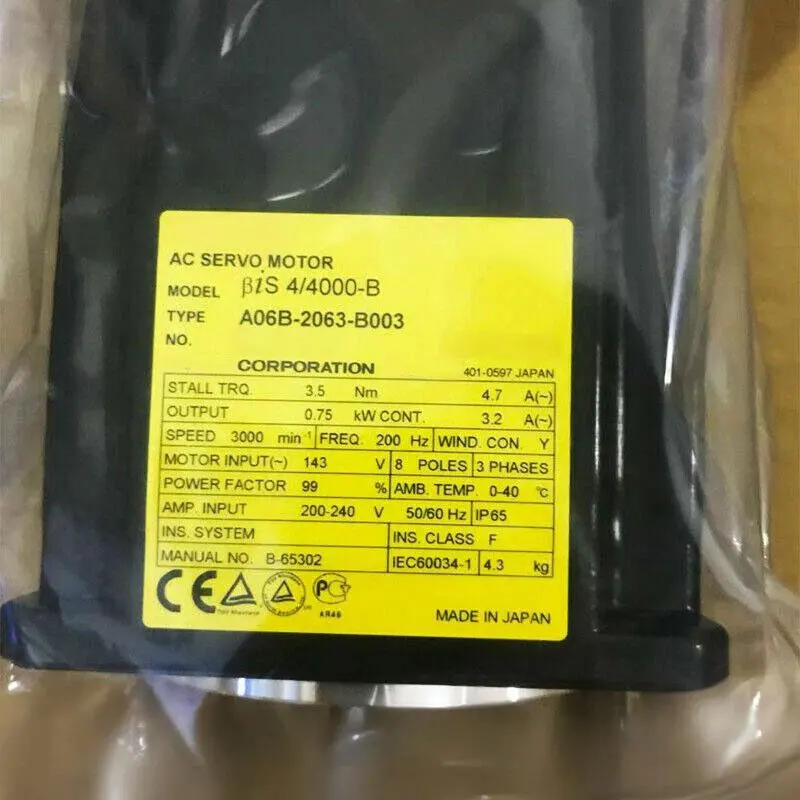 AC SERVO MOTOR
MODEL βiS 4/4000-B
TYPE A06B-2063-B003
NO.
CORPORATION 401-0597 JAPAN
STALL TRQ. 3.5 Nm 4.7 A(~)
OUTPUT 0.75 kW CONT. 3.2 A(~)
SPEED 3000 min⁻¹ FREQ. 200 Hz WIND. CON. Y
MOTOR INPUT(~) 143 V 8 POLES 3 PHASES
POWER FACTOR 99 % AMB. TEMP. 0-40 ℃
AMP. INPUT 200-240 V 50/60 Hz IP65
INS. SYSTEM INS. CLASS F
MANUAL NO. B-65302 IEC60034-1 4.3 kg
CE
AR46
MADE IN JAPAN